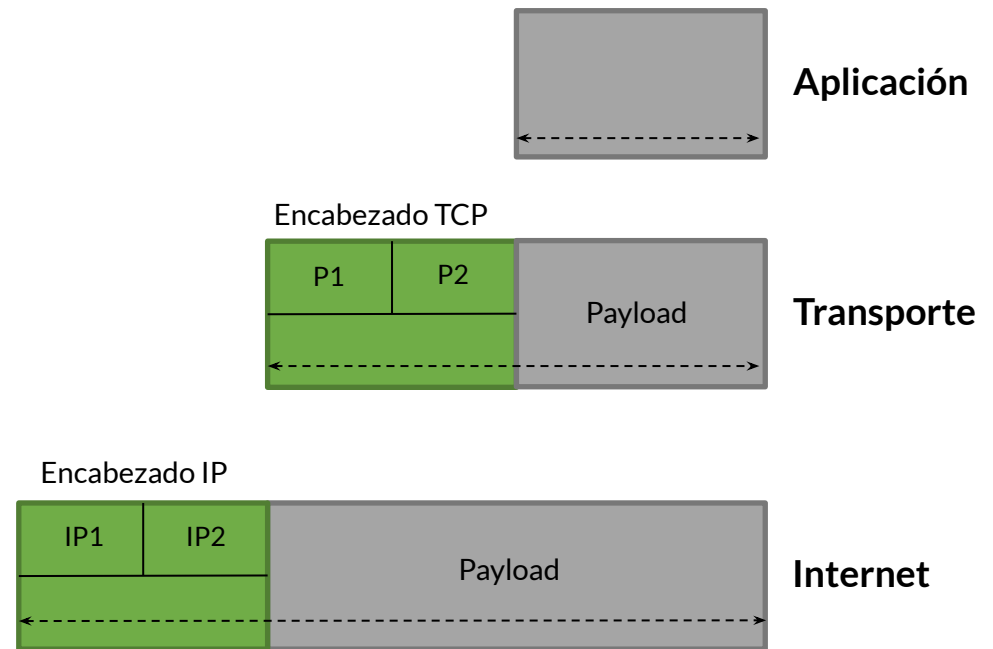 Aplicación
Encabezado TCP
P1
P2
Payload
Transporte
Encabezado IP
IP1
IP2
Payload
Internet